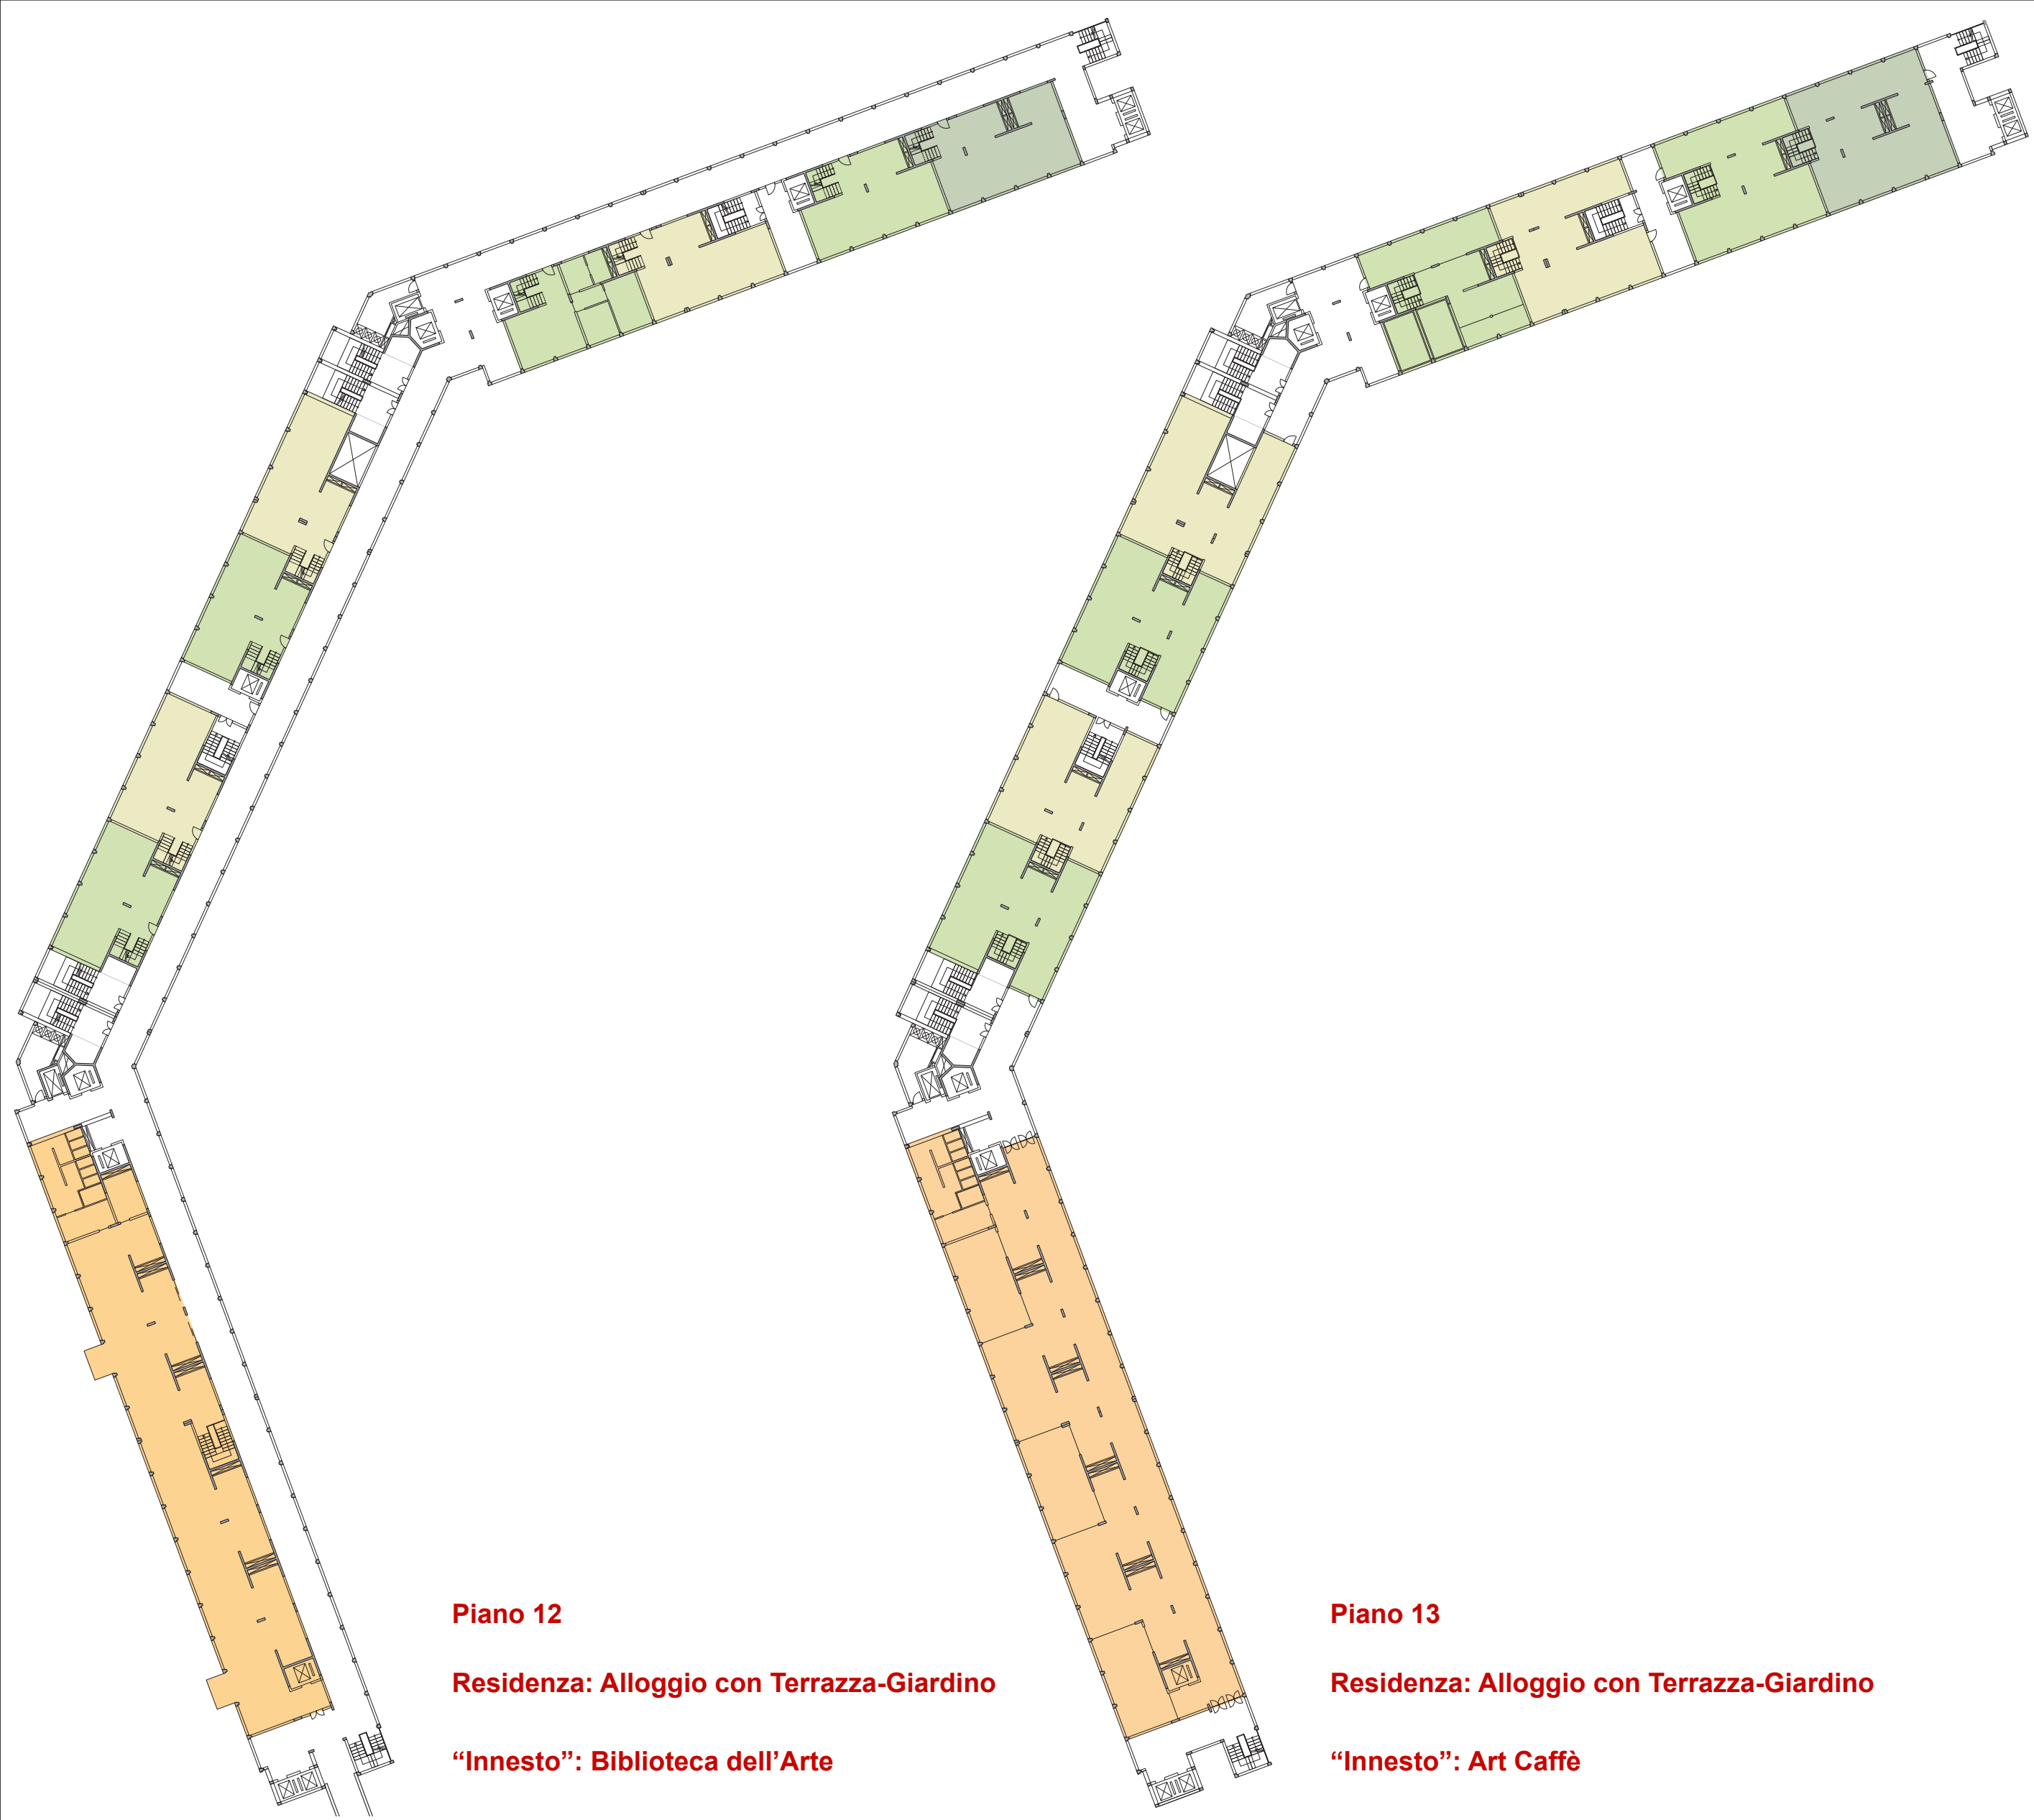 Piano 12
Residenza: Alloggio con Terrazza-Giardino
“Innesto”: Biblioteca dell’Arte
Piano 13
Residenza: Alloggio con Terrazza-Giardino
“Innesto”: Art Caffè